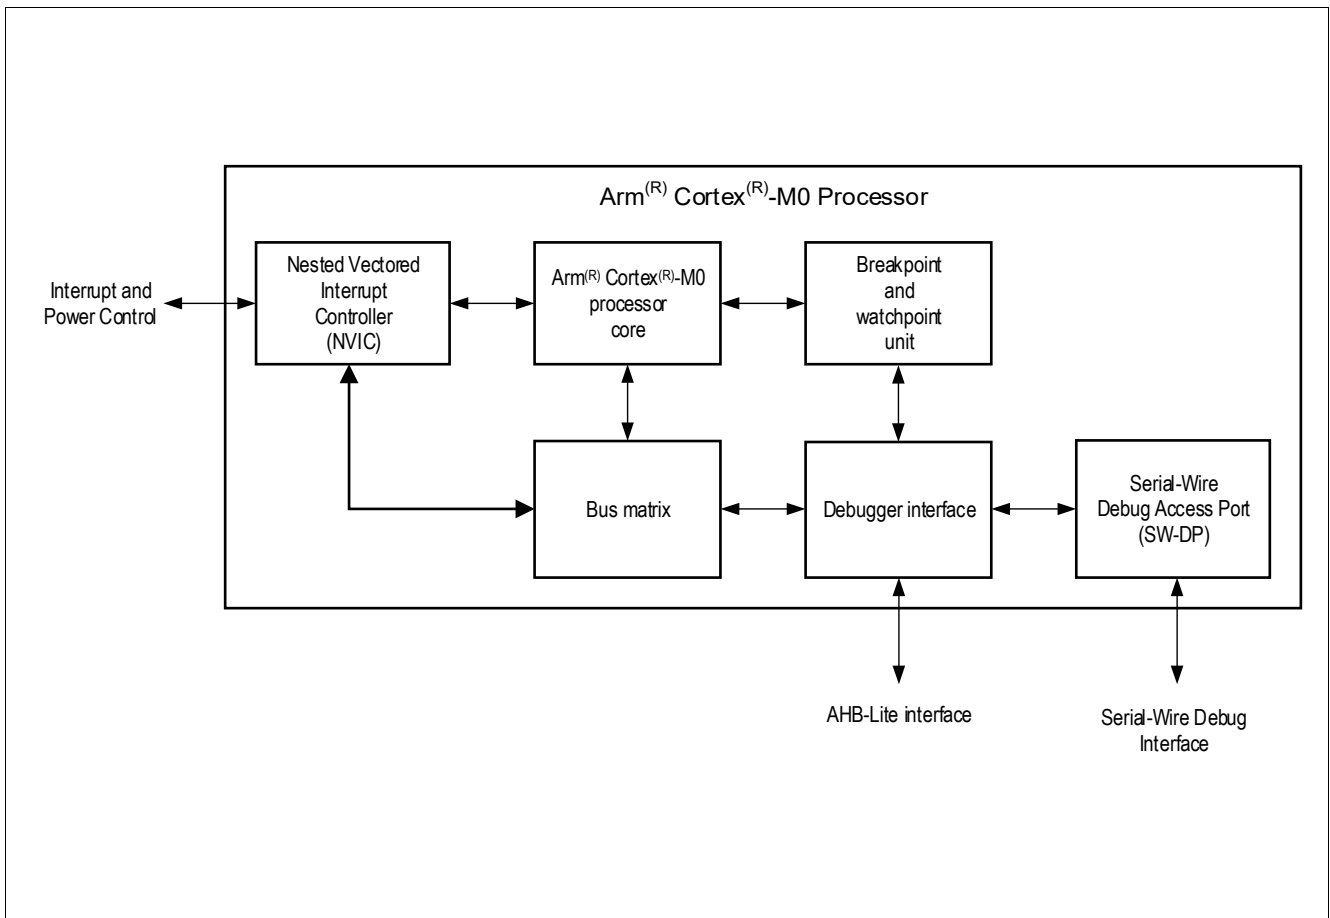 Arm(R) Cortex(R)-M0 Processor
Interrupt and
Power Control
Nested Vectored
Interrupt
Controller
(NVIC)
Arm(R) Cortex(R)-M0
processor
core
Breakpoint
and
watchpoint
unit
Bus matrix
Debugger interface
Serial-Wire
Debug Access Port
(SW-DP)
AHB-Lite interface
Serial-Wire Debug
Interface